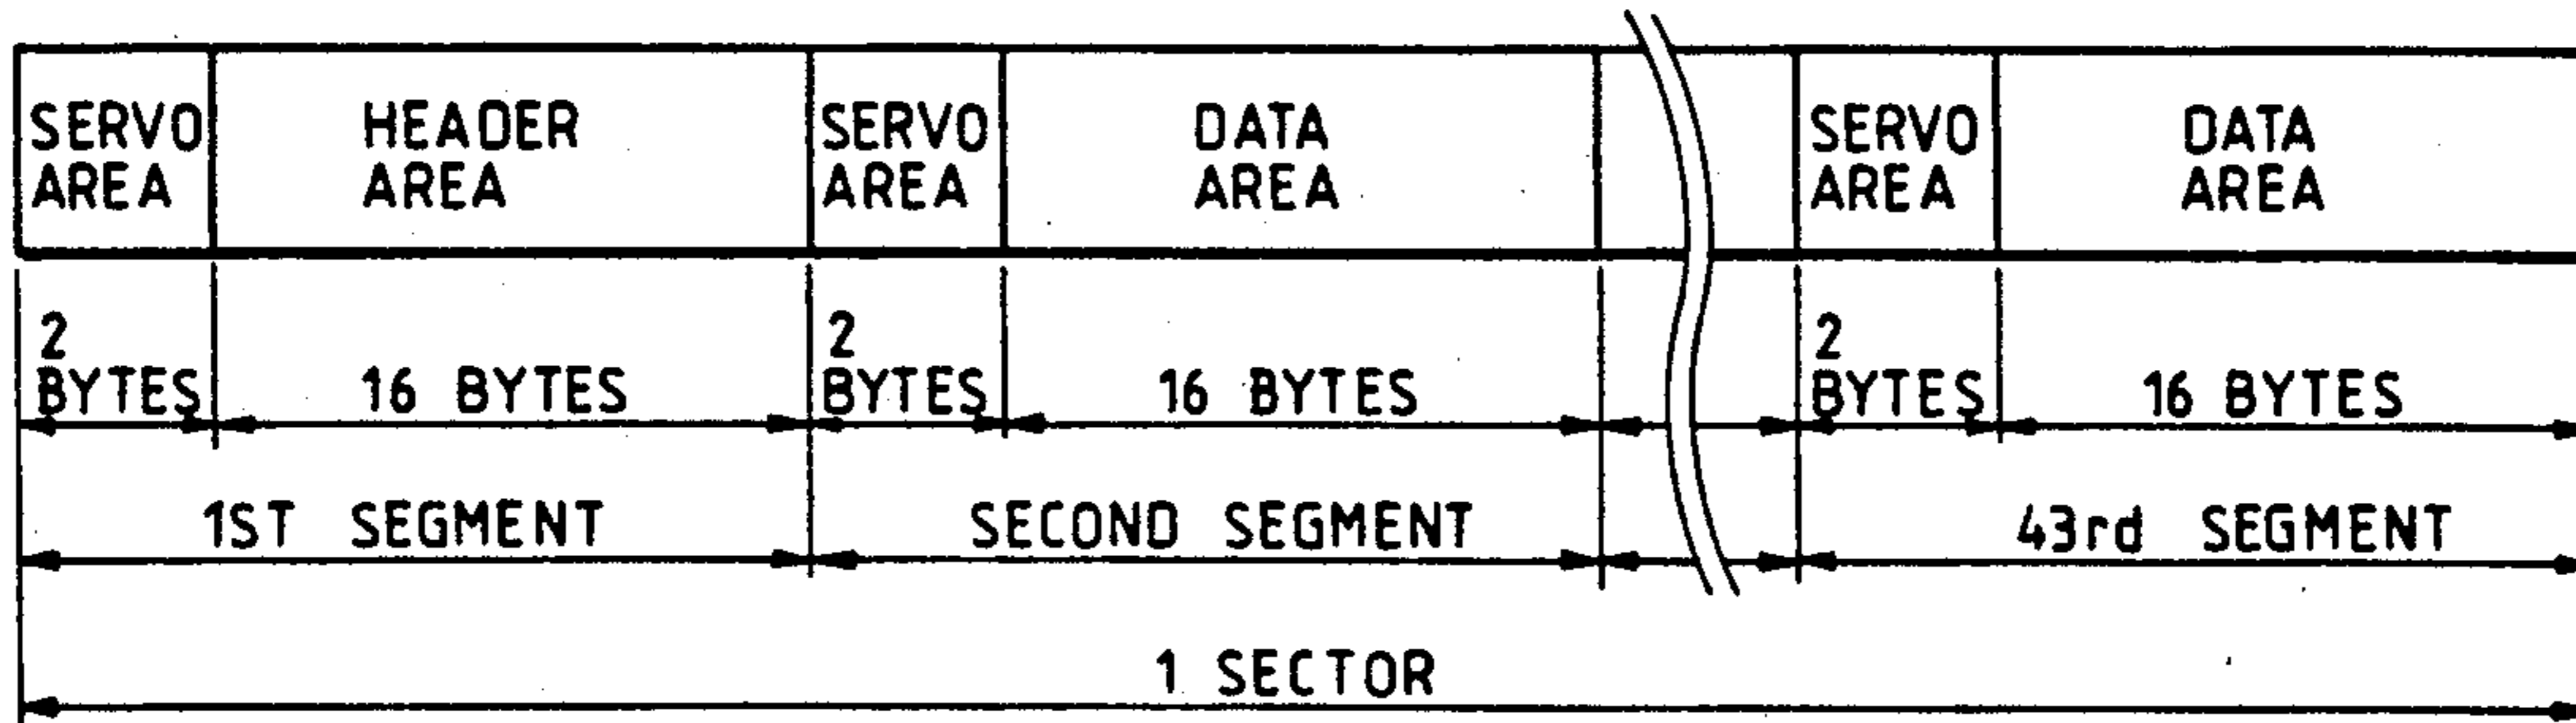 SERVO AREA
HEADER AREA
SERVO AREA
DATA AREA
SERVO AREA
DATA AREA
2 BYTES
16 BYTES
2 BYTES
16 BYTES
2 BYTES
16 BYTES
1ST SEGMENT
SECOND SEGMENT
43rd SEGMENT
1 SECTOR